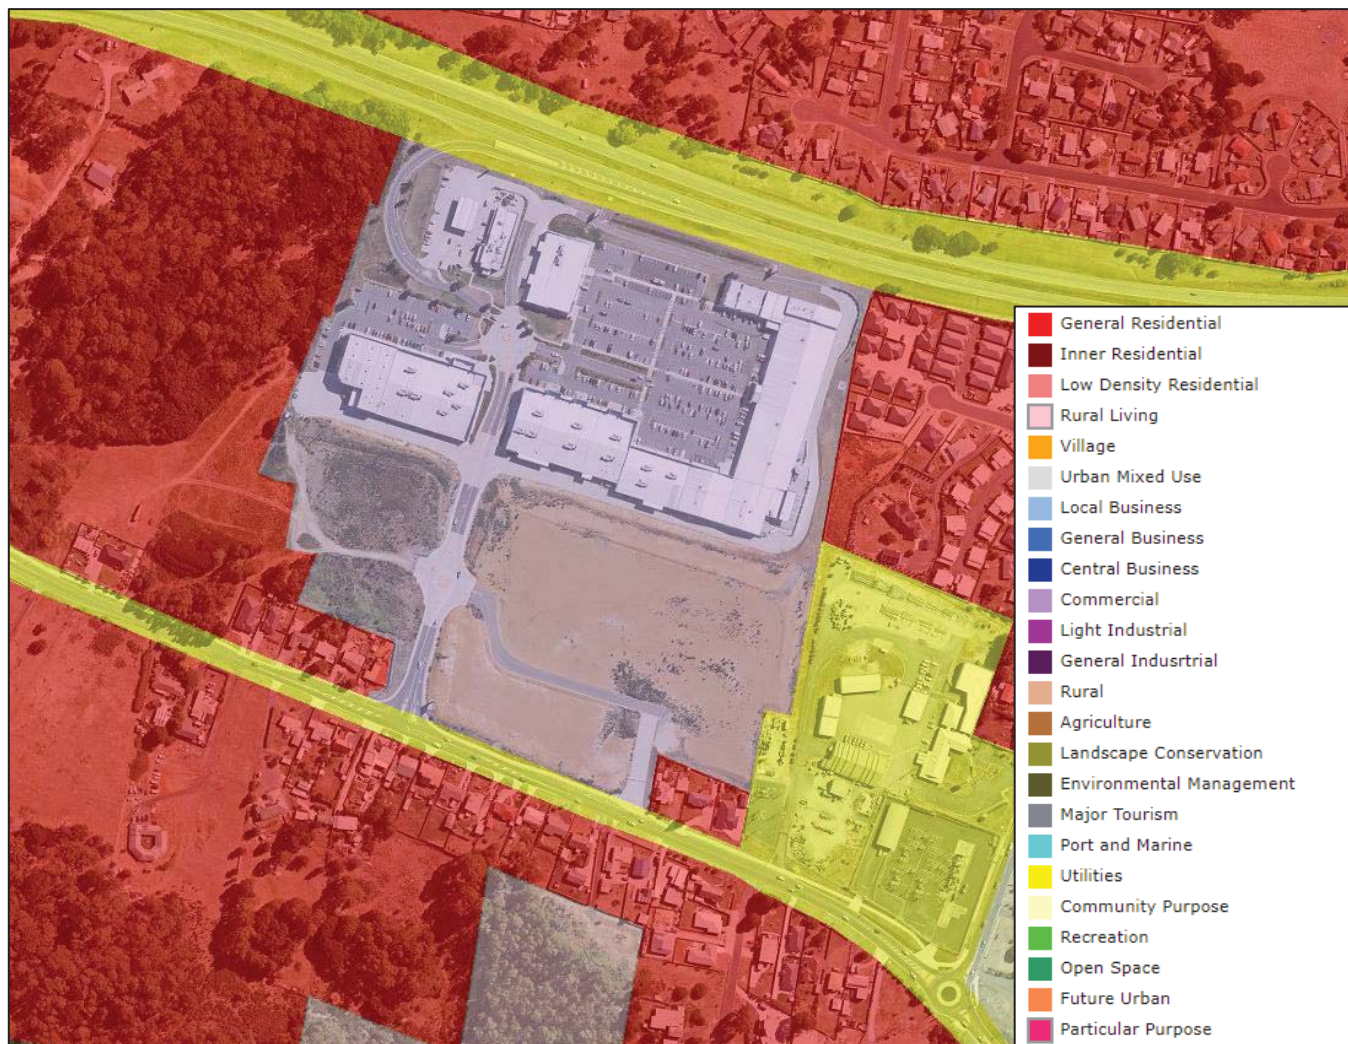 General Residential
Inner Residential
Low Density Residential
Rural Living
Village
Urban Mixed Use
Local Business
General Business
Central Business
Commercial
Light Industrial
General Indusrtrial
Rural
Agriculture
Landscape Conservation
Environmental Management
Major Tourism
Port and Marine
Utilities
Community Purpose
Recreation
Open Space
Future Urban
Particular Purpose